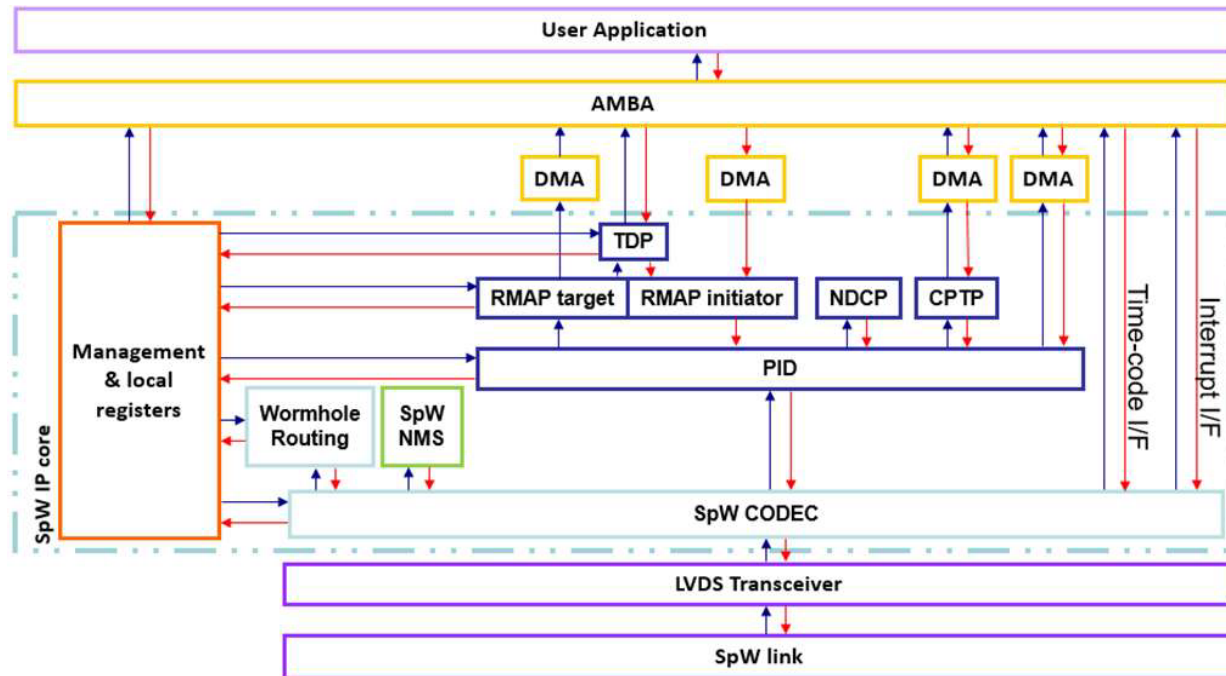 User Application
AMBA
DMA
DMA
DMA
DMA
TDP
RMAP target
RMAP initiator
NDCP
CPTP
Time-code I/F
Interrupt I/F
Management
& local
registers
PID
Wormhole
Routing
SpW
NMS
SpW IP core
SpW CODEC
LVDS Transceiver
SpW link